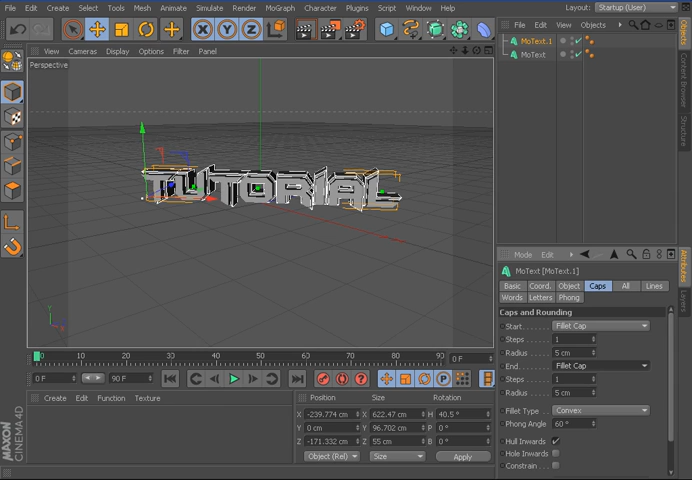 File Edit Create Select Tools Mesh Animate Simulate Render MoGraph Character Plugins Script Window Help Layout: Startup (User)
X Y Z
View Cameras Display Options Filter Panel
Perspective
TUTORIAL
Y
X
File Edit View Objects
MoText.1
MoText
Objects
Content Browser
Structure
Mode Edit
MoText [MoText.1]
Basic Coord. Object Caps All Lines
Words Letters Phong
Attributes
Layers
Caps and Rounding
Start Fillet Cap
Steps 1
Radius 5 cm
End Fillet Cap
Steps 1
Radius 5 cm
Fillet Type Convex
Phong Angle 60 °
Hull Inwards
Hole Inwards
Constrain
0 10 20 30 40 50 60 70 80 90 0 F
0 F 90 F
P
Create Edit Function Texture
Position Size Rotation
X -239.774 cm X 622.47 cm H 40.5 °
Y 0 cm Y 96.702 cm P 0 °
Z -171.332 cm Z 55 cm B 0 °
Object (Rel) Size Apply
MAXON
CINEMA4D